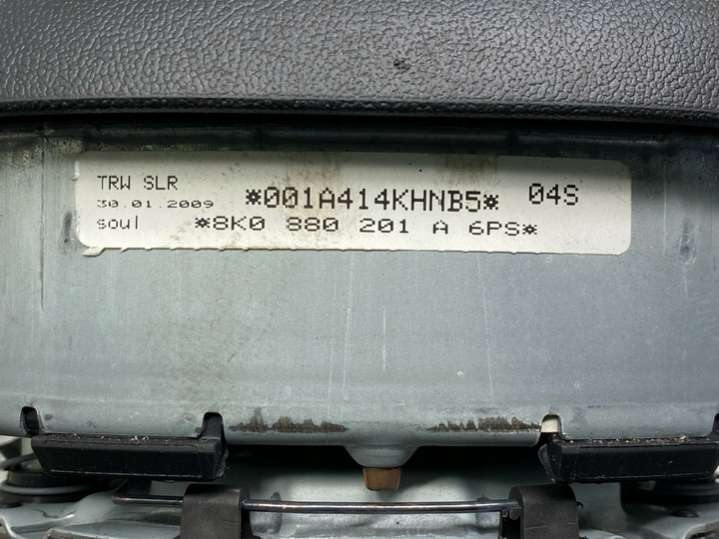 TRW SLR
30.01.2009 *001A414KHNB5* 04S
soul *8K0 880 201 A 6PS*